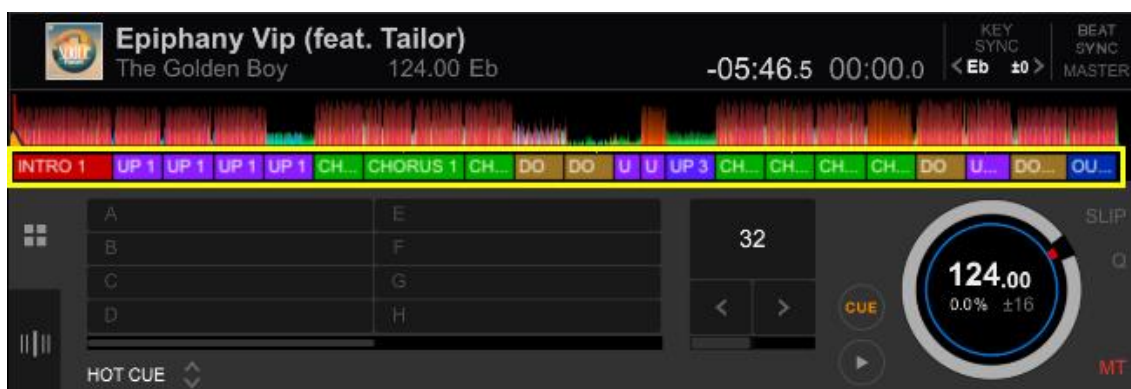 Epiphany Vip (feat. Tailor)
The Golden Boy 124.00 Eb
-05:46.5 00:00.0
KEY SYNC
< Eb ±0 >
BEAT SYNC
MASTER
INTRO 1 UP 1 UP 1 UP 1 UP 1 CH... CHORUS 1 CH... DO DO U U UP 3 CH... CH... CH... CH... DO U... DO... OU...
A E
B F
C G
D H
HOT CUE
32
< >
CUE
124.00
0.0% ±16
SLIP
Q
MT